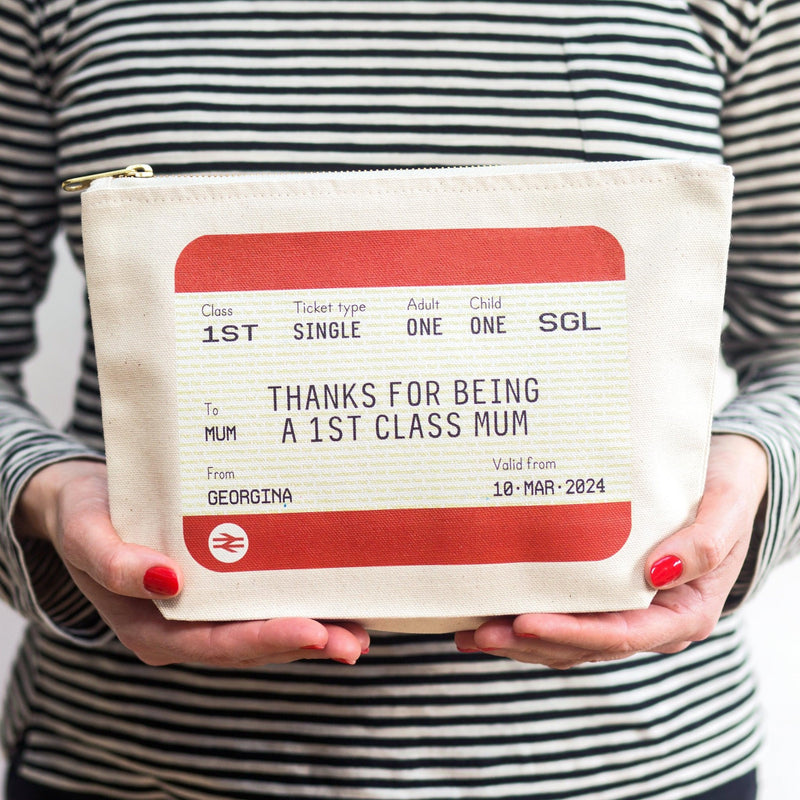 Class Ticket type Adult Child
1ST SINGLE ONE ONE SGL
To THANKS FOR BEING
MUM A 1ST CLASS MUM
From Valid from
GEORGINA 10·MAR·2024